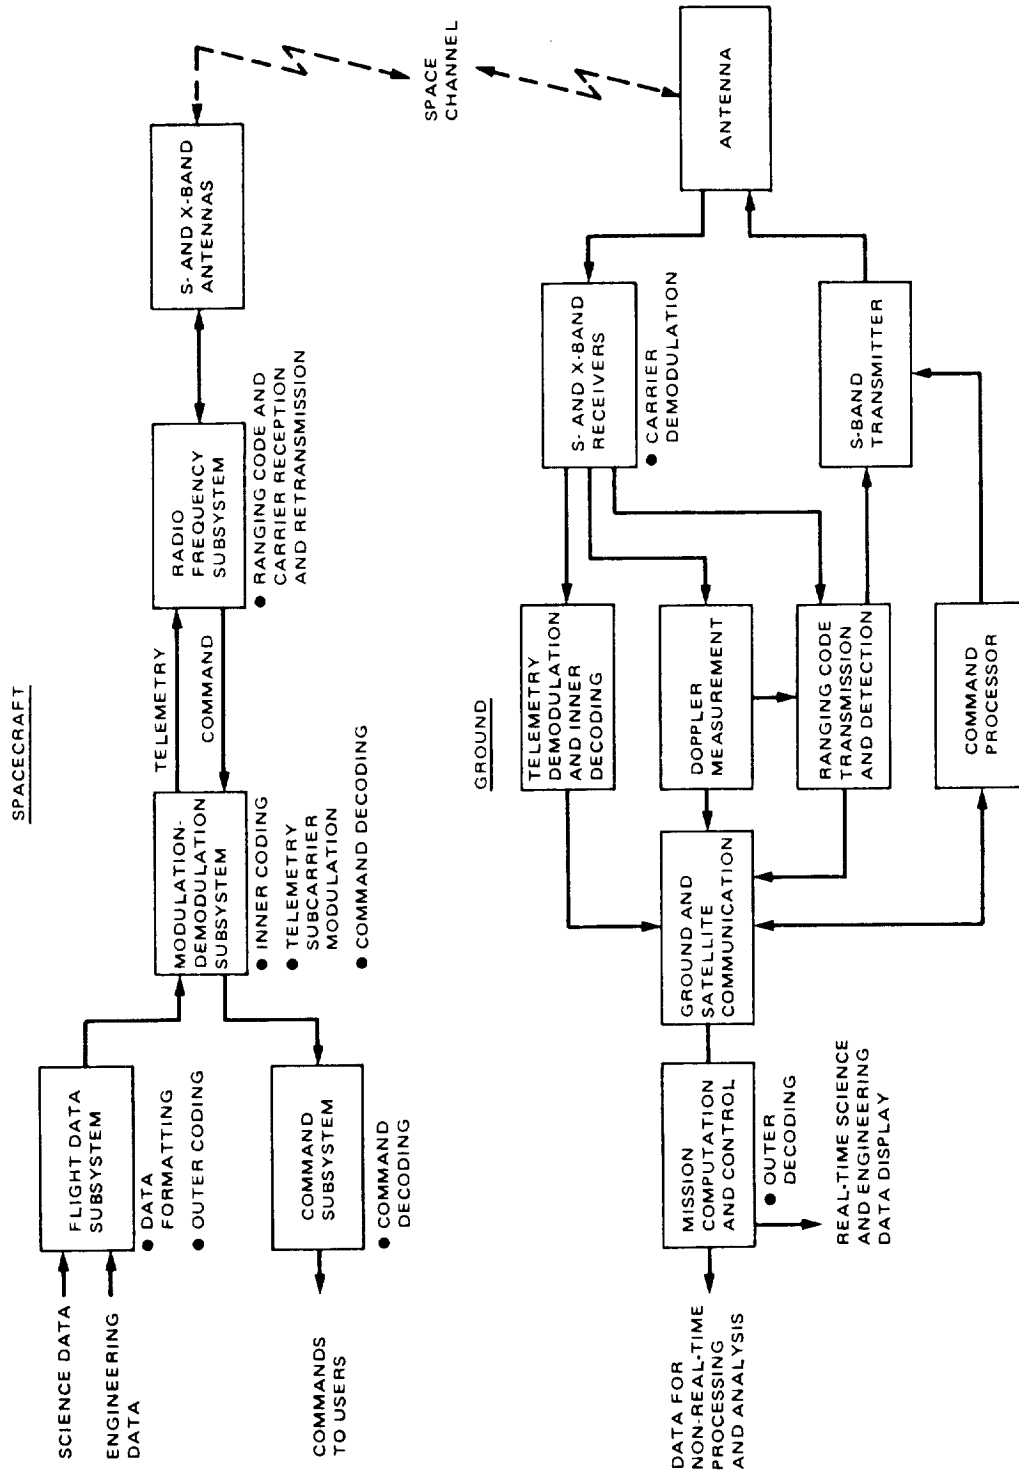 SPACECRAFT
SCIENCE DATA
ENGINEERING
DATA
FLIGHT DATA
SUBSYSTEM
● DATA
FORMATTING
● OUTER CODING
COMMANDS
TO USERS
COMMAND
SUBSYSTEM
● COMMAND
DECODING
MODULATION-
DEMODULATION
SUBSYSTEM
● INNER CODING
● TELEMETRY
SUBCARRIER
MODULATION
● COMMAND DECODING
TELEMETRY
COMMAND
RADIO
FREQUENCY
SUBSYSTEM
● RANGING CODE AND
CARRIER RECEPTION
AND RETRANSMISSION
S- AND X-BAND
ANTENNAS
SPACE
CHANNEL
GROUND
DATA FOR
NON-REAL-TIME
PROCESSING
AND ANALYSIS
MISSION
COMPUTATION
AND CONTROL
● OUTER
DECODING
REAL-TIME SCIENCE
AND ENGINEERING
DATA DISPLAY
GROUND AND
SATELLITE
COMMUNICATION
TELEMETRY
DEMODULATION
AND INNER
DECODING
DOPPLER
MEASUREMENT
RANGING CODE
TRANSMISSION
AND DETECTION
COMMAND
PROCESSOR
S- AND X-BAND
RECEIVERS
● CARRIER
DEMODULATION
S-BAND
TRANSMITTER
ANTENNA